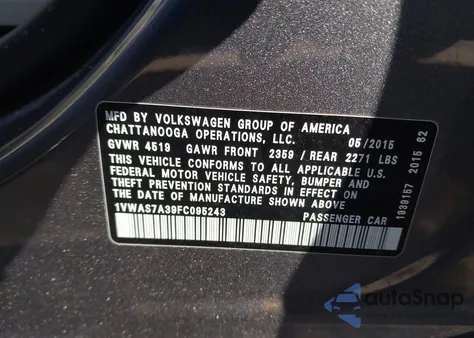 MFD BY VOLKSWAGEN GROUP OF AMERICA
CHATTANOOGA OPERATIONS, LLC. 05/2015
GVWR 4519 GAWR FRONT 2359 / REAR 2271 LBS
THIS VEHICLE CONFORMS TO ALL APPLICABLE U.S.
FEDERAL MOTOR VEHICLE SAFETY, BUMPER AND
THEFT PREVENTION STANDARDS IN EFFECT ON
THE DATE OF MANUFACTURE SHOWN ABOVE
1VWAS7A39FC095243 PASSENGER CAR
1939157 2015 82
autoSnap